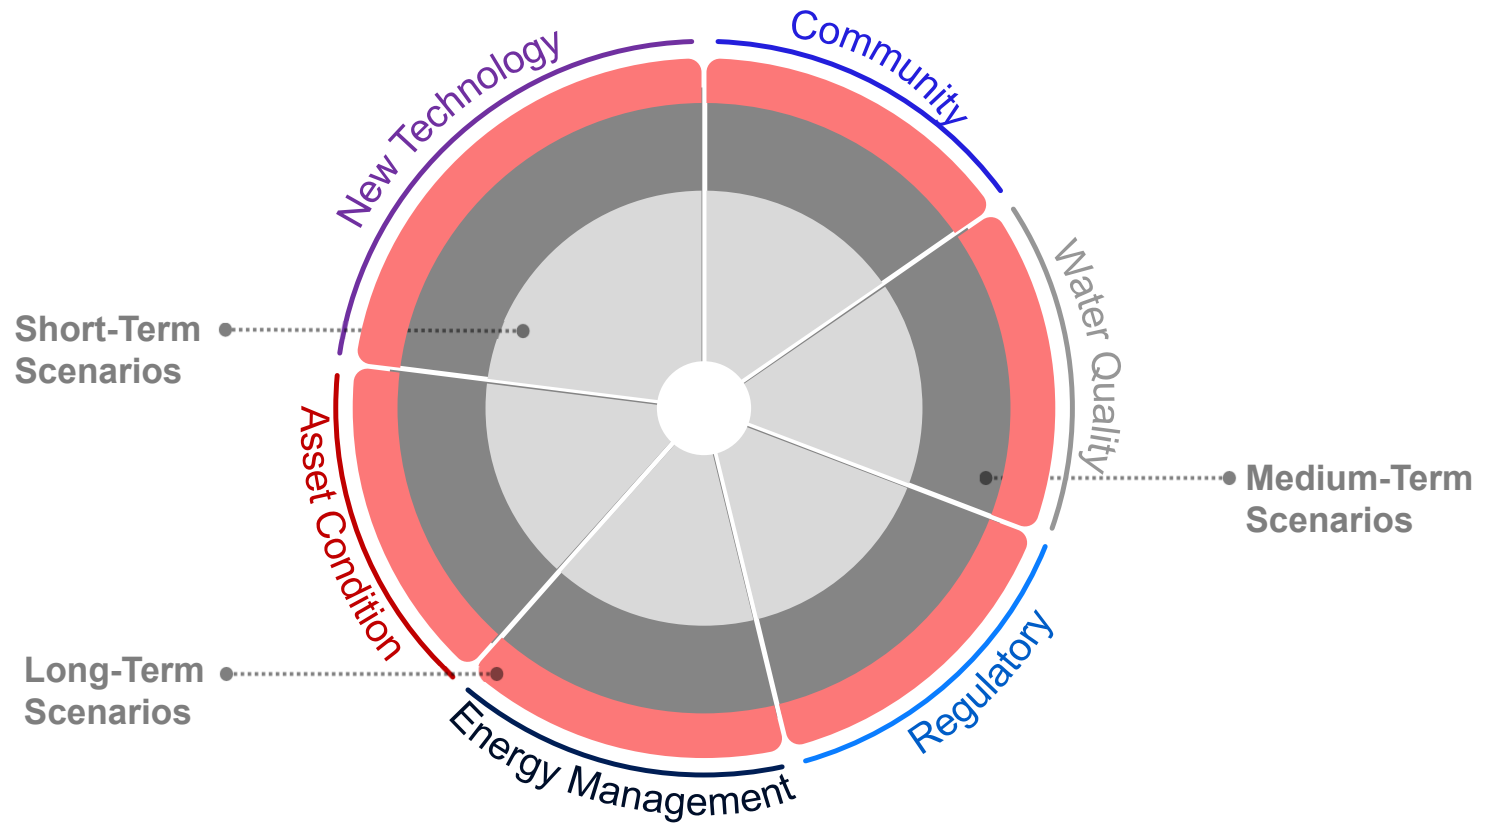 Community
New Technology
Water Quality
Short-Term
Scenarios
Asset Condition
Medium-Term
Scenarios
Regulatory
Long-Term
Scenarios
Energy Management